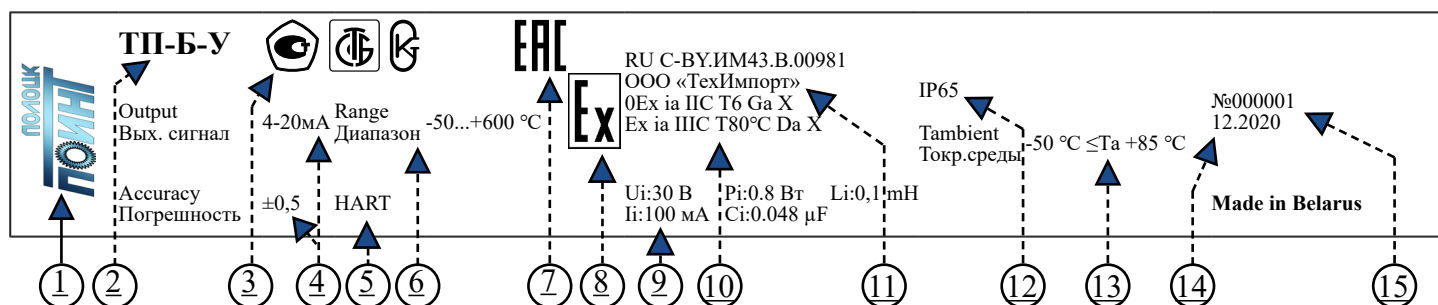 ПОЛОЦК
ПОИНТ
ТП-Б-У
Output
Вых. сигнал
4-20мА
Range
Диапазон
-50...+600 °C
Accuracy
Погрешность
±0,5
HART
СТБ
EAC
Ex
RU C-BY.ИМ43.В.00981
ООО «ТехИмпорт»
0Ex ia IIC T6 Ga X
Ex ia IIIC T80°C Da X
Ui:30 В Pi:0.8 Вт Li:0,1 mH
Ii:100 мА Ci:0.048 μF
IP65
Tambient
Токр.среды
-50 °C ≤Ta +85 °C
№000001
12.2020
Made in Belarus
1 2 3 4 5 6 7 8 9 10 11 12 13 14 15